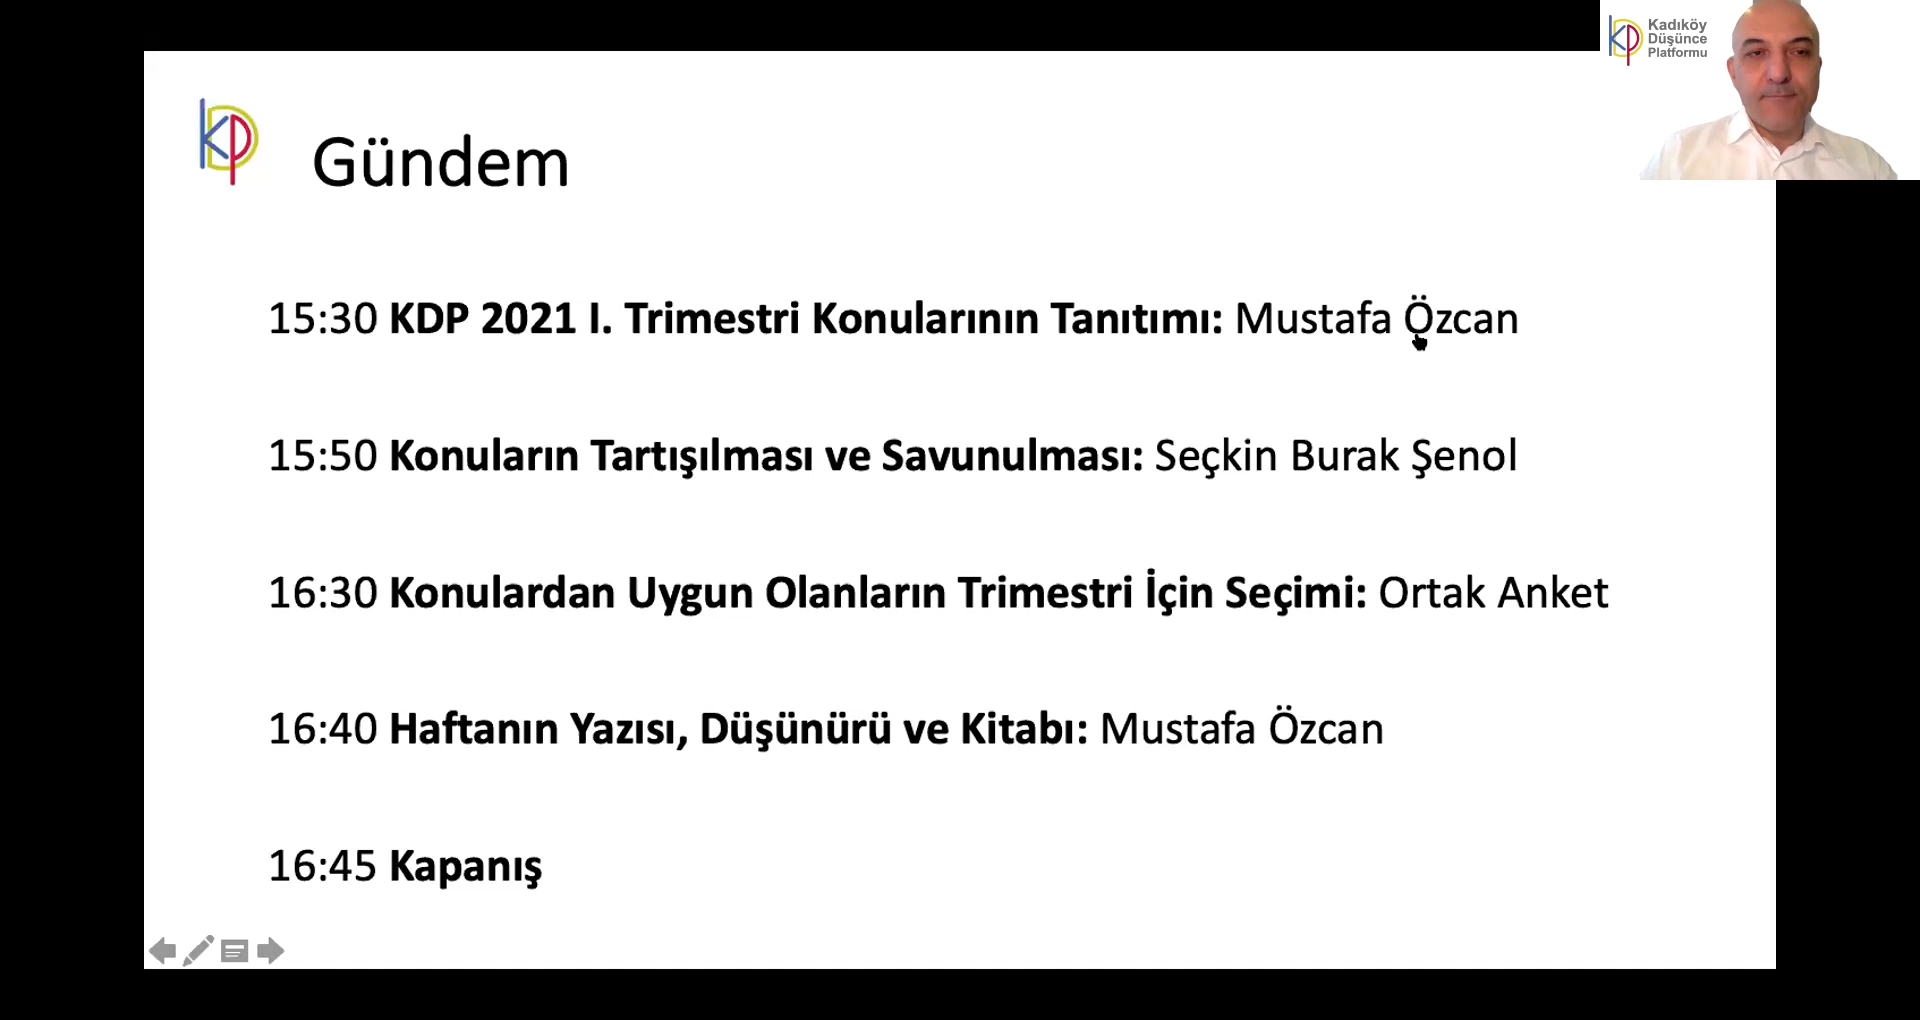 Kadıköy
Düşünce
Platformu
KDP
Gündem
15:30 KDP 2021 I. Trimestri Konularının Tanıtımı: Mustafa Özcan
15:50 Konuların Tartışılması ve Savunulması: Seçkin Burak Şenol
16:30 Konulardan Uygun Olanların Trimestri İçin Seçimi: Ortak Anket
16:40 Haftanın Yazısı, Düşünürü ve Kitabı: Mustafa Özcan
16:45 Kapanış